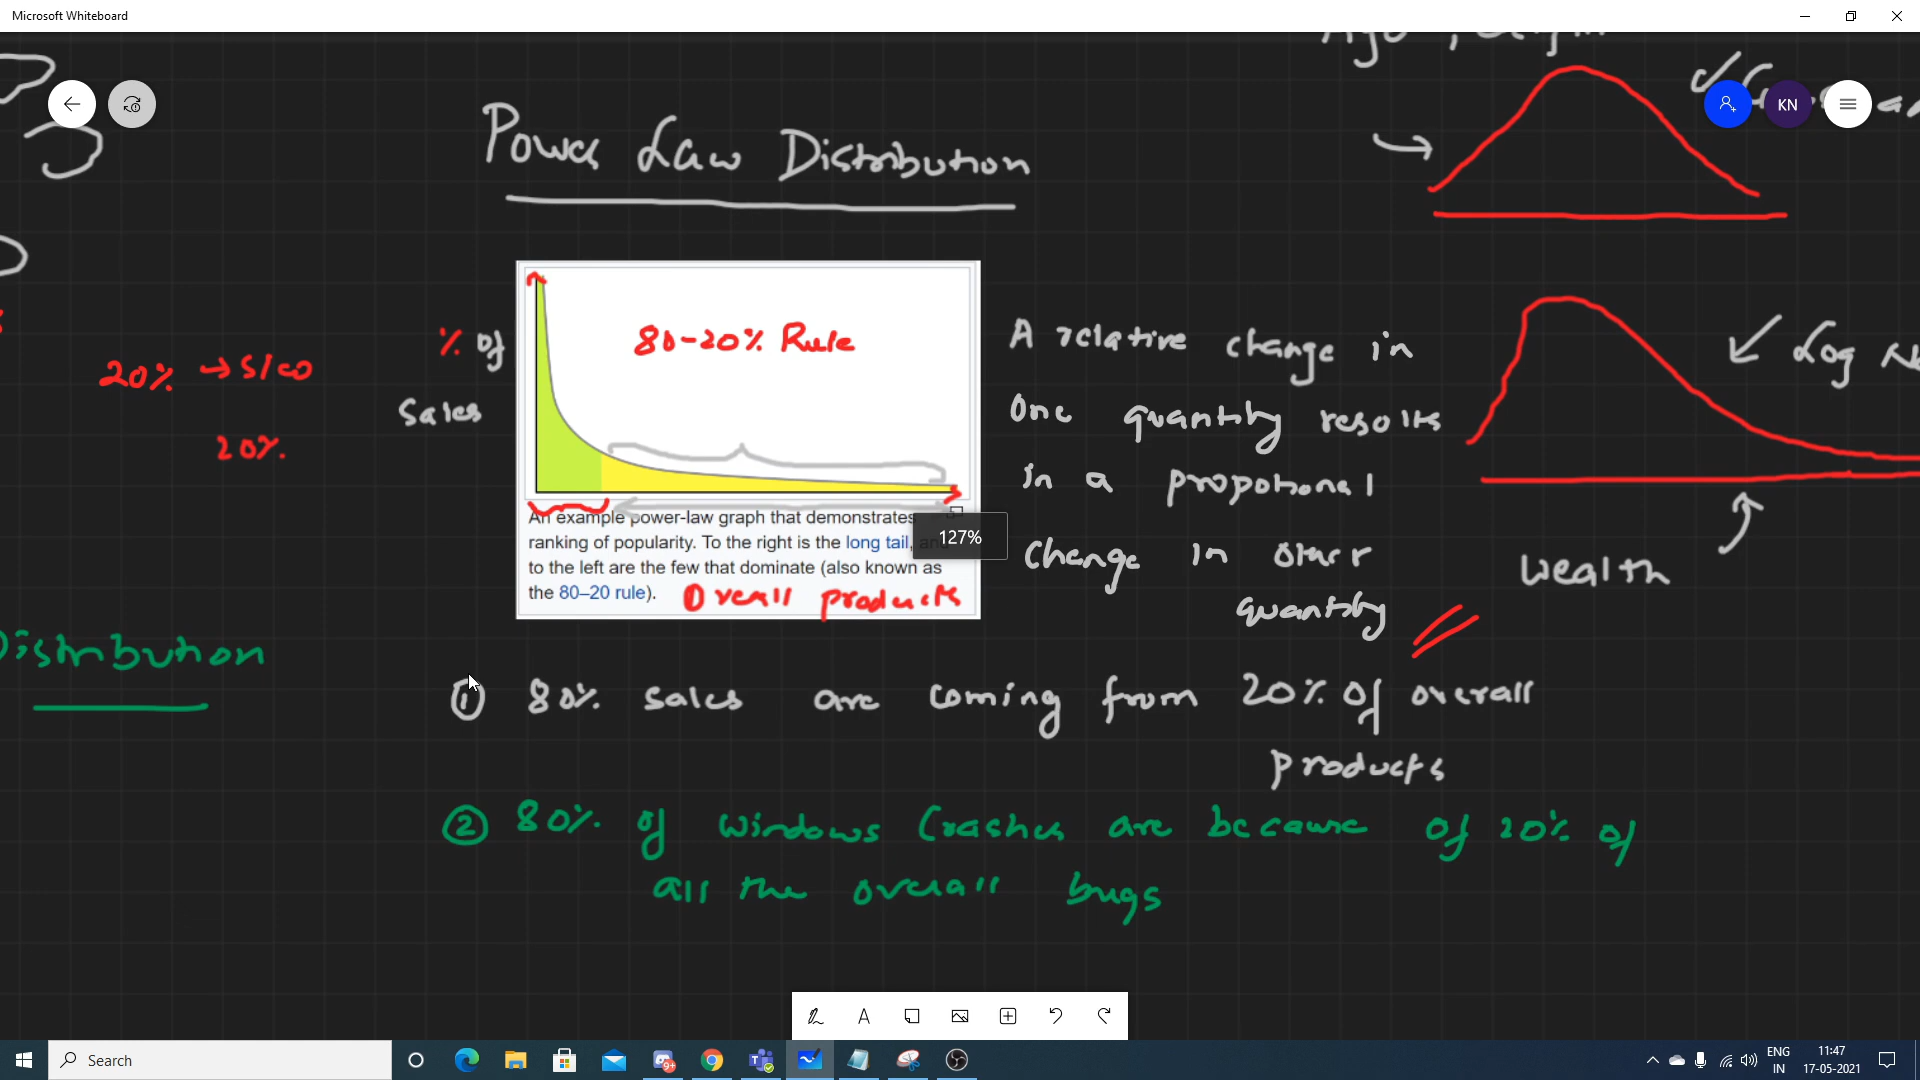 Microsoft Whiteboard
KN
Power Law Distribution
80-20% Rule
% of
Sales
20% →
20%
A relative change in
One quantity results
in a propotional
Change in other
quantity
An example power-law graph that demonstrates
ranking of popularity. To the right is the long tail,
to the left are the few that dominate (also known as
the 80–20 rule).
Overall products
127%
Log
Wealth
Distribution
① 80% sales are coming from 20% of overall
products
② 80% of windows Crashes are because of 20% of
all the overall bugs
Search
9+
ENG
IN
11:47
17-05-2021